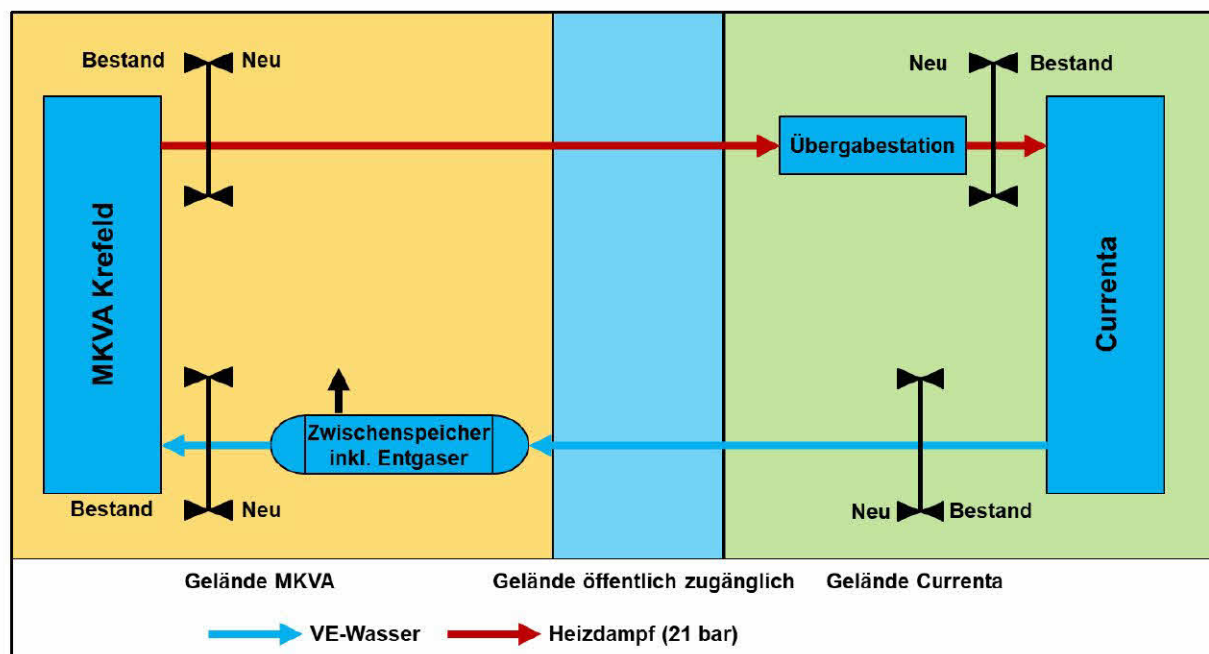 Bestand Neu
Neu Bestand
Übergabestation
MKVA Krefeld
Currenta
Zwischenspeicher
inkl. Entgaser
Bestand Neu
Neu Bestand
Gelände MKVA
Gelände öffentlich zugänglich
Gelände Currenta
VE-Wasser
Heizdampf (21 bar)